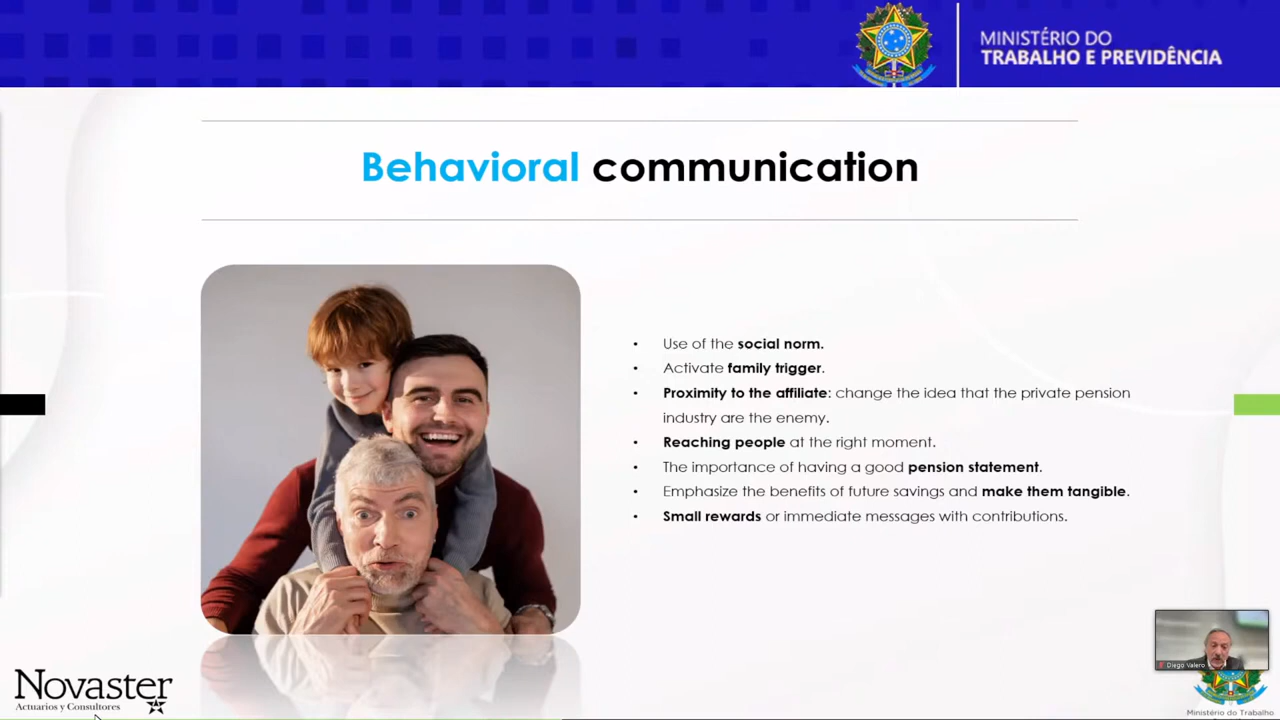 MINISTÉRIO DO
TRABALHO E PREVIDÊNCIA
Behavioral communication
• Use of the social norm.
• Activate family trigger.
• Proximity to the affiliate: change the idea that the private pension
industry are the enemy.
• Reaching people at the right moment.
• The importance of having a good pension statement.
• Emphasize the benefits of future savings and make them tangible.
• Small rewards or immediate messages with contributions.
Diego Valero
Novaster
Actuarios y Consultores
Ministério do Trabalho